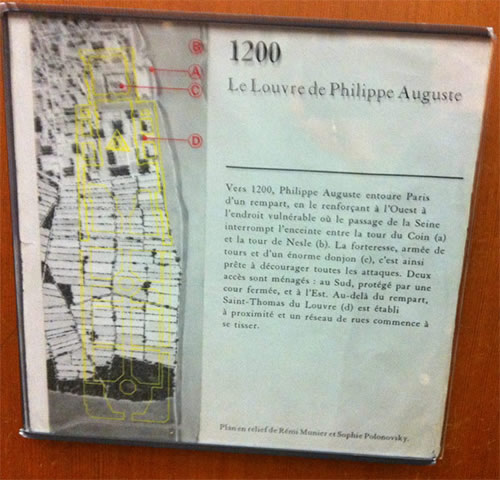 B
A
C
D
1200
Le Louvre de Philippe Auguste
Vers 1200, Philippe Auguste entoure Paris
d'un rempart, en le renforçant à l'Ouest à
l'endroit vulnérable où le passage de la Seine
interrompt l'enceinte entre la tour du Coin (a)
et la tour de Nesle (b). La forteresse, armée de
tours et d'un énorme donjon (c), c'est ainsi
prête à décourager toutes les attaques. Deux
accès sont ménagés : au Sud, protégé par une
cour fermée, et à l'Est. Au-delà du rempart,
Saint-Thomas du Louvre (d) est établi
à proximité et un réseau de rues commence à
se tisser.
Plan en relief de Rémi Munier et Sophie Polonovsky.